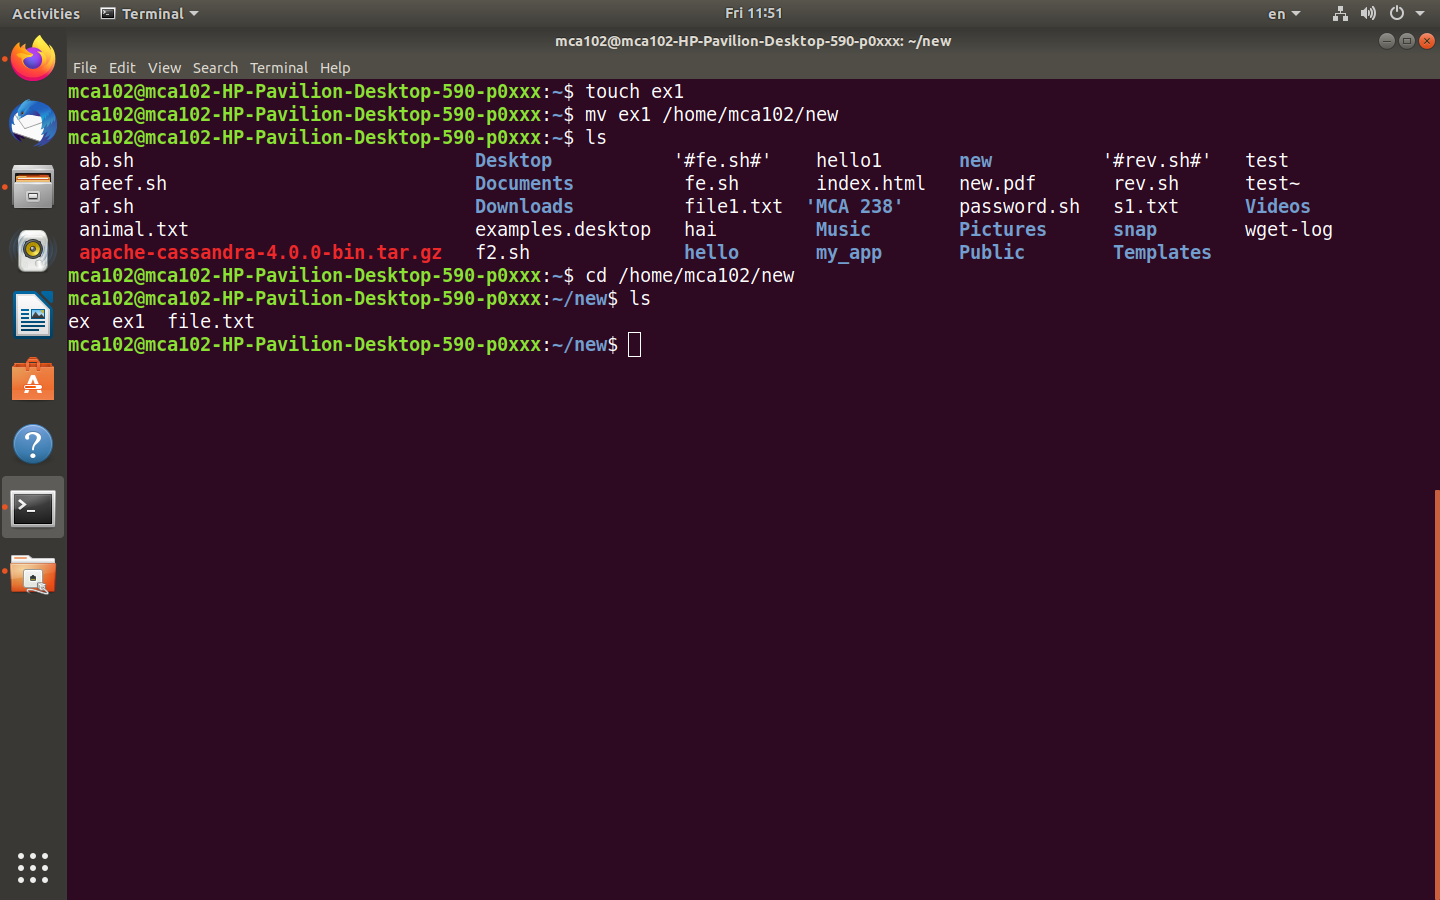 Activities Terminal Fri 11:51 en
mca102@mca102-HP-Pavilion-Desktop-590-p0xxx: ~/new
File Edit View Search Terminal Help
mca102@mca102-HP-Pavilion-Desktop-590-p0xxx:~$ touch ex1
mca102@mca102-HP-Pavilion-Desktop-590-p0xxx:~$ mv ex1 /home/mca102/new
mca102@mca102-HP-Pavilion-Desktop-590-p0xxx:~$ ls
ab.sh Desktop '#fe.sh#' hello1 new '#rev.sh#' test
afeef.sh Documents fe.sh index.html new.pdf rev.sh test~
af.sh Downloads file1.txt 'MCA 238' password.sh s1.txt Videos
animal.txt examples.desktop hai Music Pictures snap wget-log
apache-cassandra-4.0.0-bin.tar.gz f2.sh hello my_app Public Templates
mca102@mca102-HP-Pavilion-Desktop-590-p0xxx:~$ cd /home/mca102/new
mca102@mca102-HP-Pavilion-Desktop-590-p0xxx:~/new$ ls
ex ex1 file.txt
mca102@mca102-HP-Pavilion-Desktop-590-p0xxx:~/new$